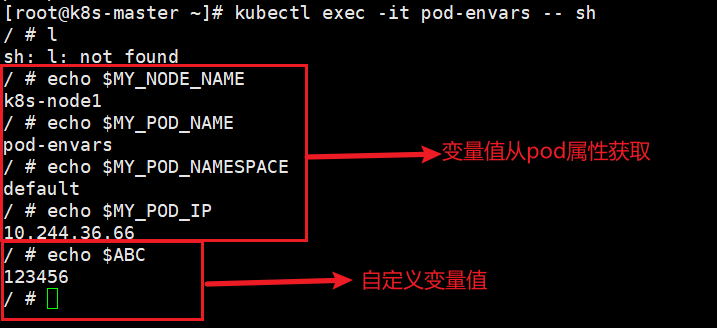 [root@k8s-master ~]# kubectl exec -it pod-envars -- sh
/ # l
sh: l: not found
/ # echo $MY_NODE_NAME
k8s-node1
/ # echo $MY_POD_NAME
pod-envars
/ # echo $MY_POD_NAMESPACE
default
/ # echo $MY_POD_IP
10.244.36.66
变量值从pod属性获取
/ # echo $ABC
123456
/ #
自定义变量值